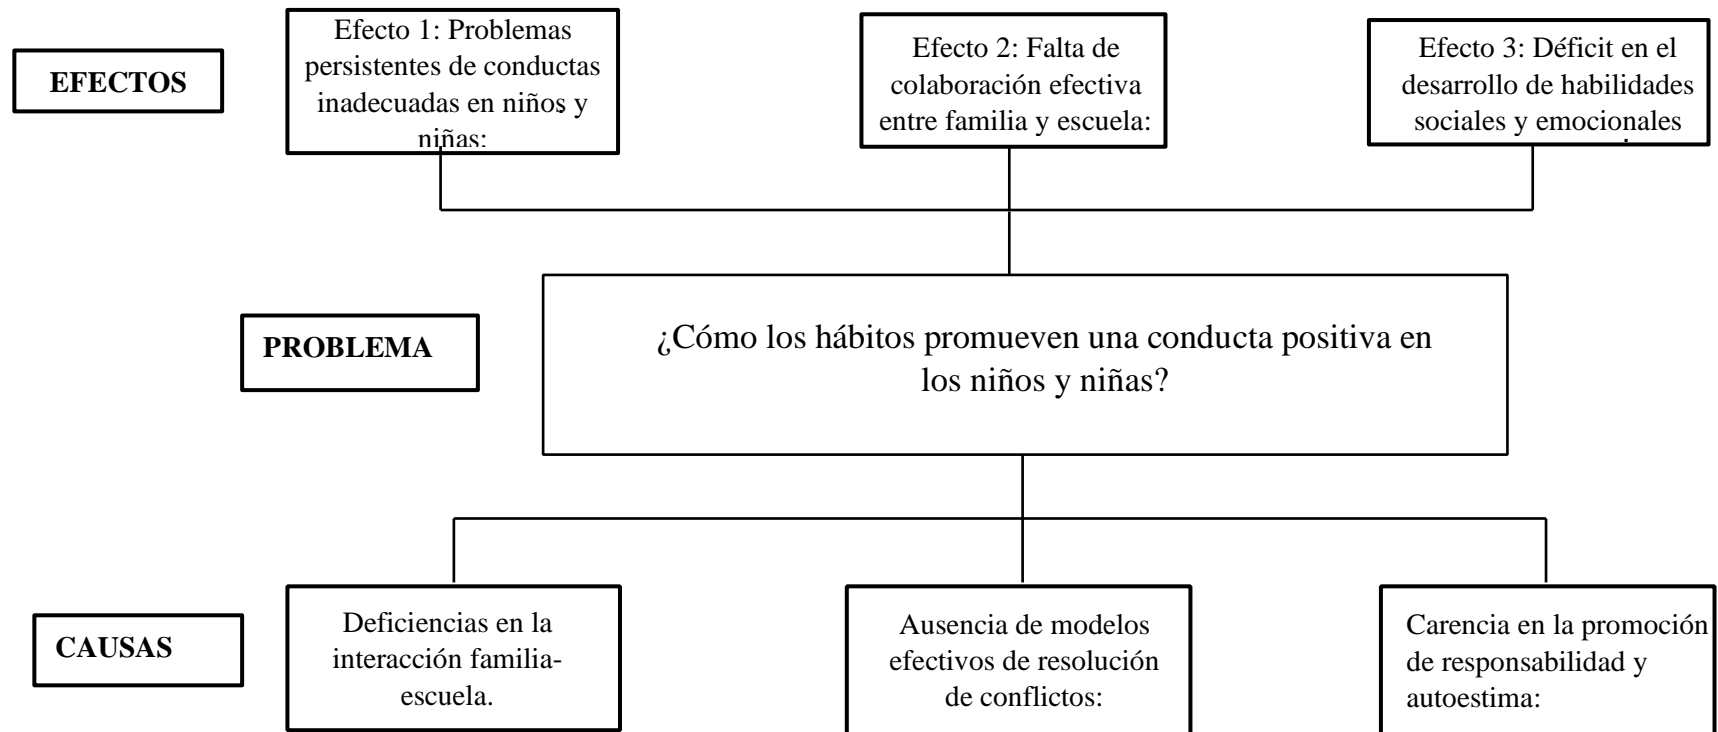 EFECTOS
Efecto 1: Problemas
persistentes de conductas
inadecuadas en niños y
niñas:
Efecto 2: Falta de
colaboración efectiva
entre familia y escuela:
Efecto 3: Déficit en el
desarrollo de habilidades
sociales y emocionales
PROBLEMA
¿Cómo los hábitos promueven una conducta positiva en
los niños y niñas?
CAUSAS
Deficiencias en la
interacción familia-
escuela.
Ausencia de modelos
efectivos de resolución
de conflictos:
Carencia en la promoción
de responsabilidad y
autoestima: